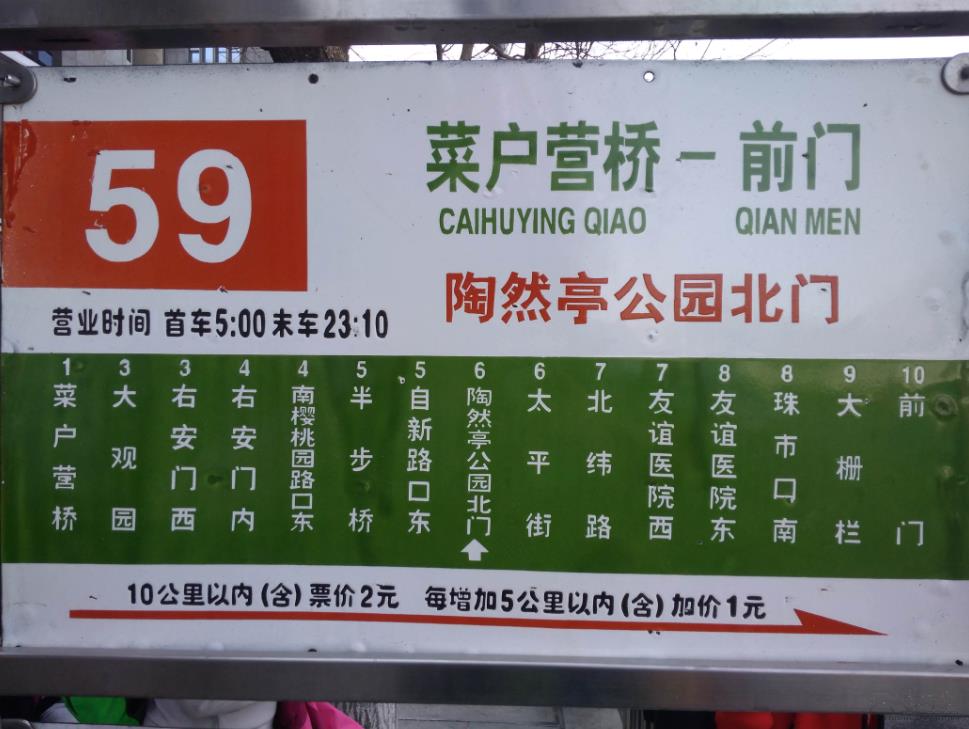 59
菜户营桥－前门
CAIHUYING QIAO QIAN MEN
陶然亭公园北门
营业时间 首车5:00 末车23:10
1 菜户营桥
3 大观园
3 右安门西
4 右安门内
4 南樱桃园路口东
5 半步桥
5 自新路口东
6 陶然亭公园北门
6 太平街
7 北纬路
7 友谊医院西
8 友谊医院东
8 珠市口南
9 大栅栏
10 前门
10公里以内(含)票价2元 每增加5公里以内(含)加价1元